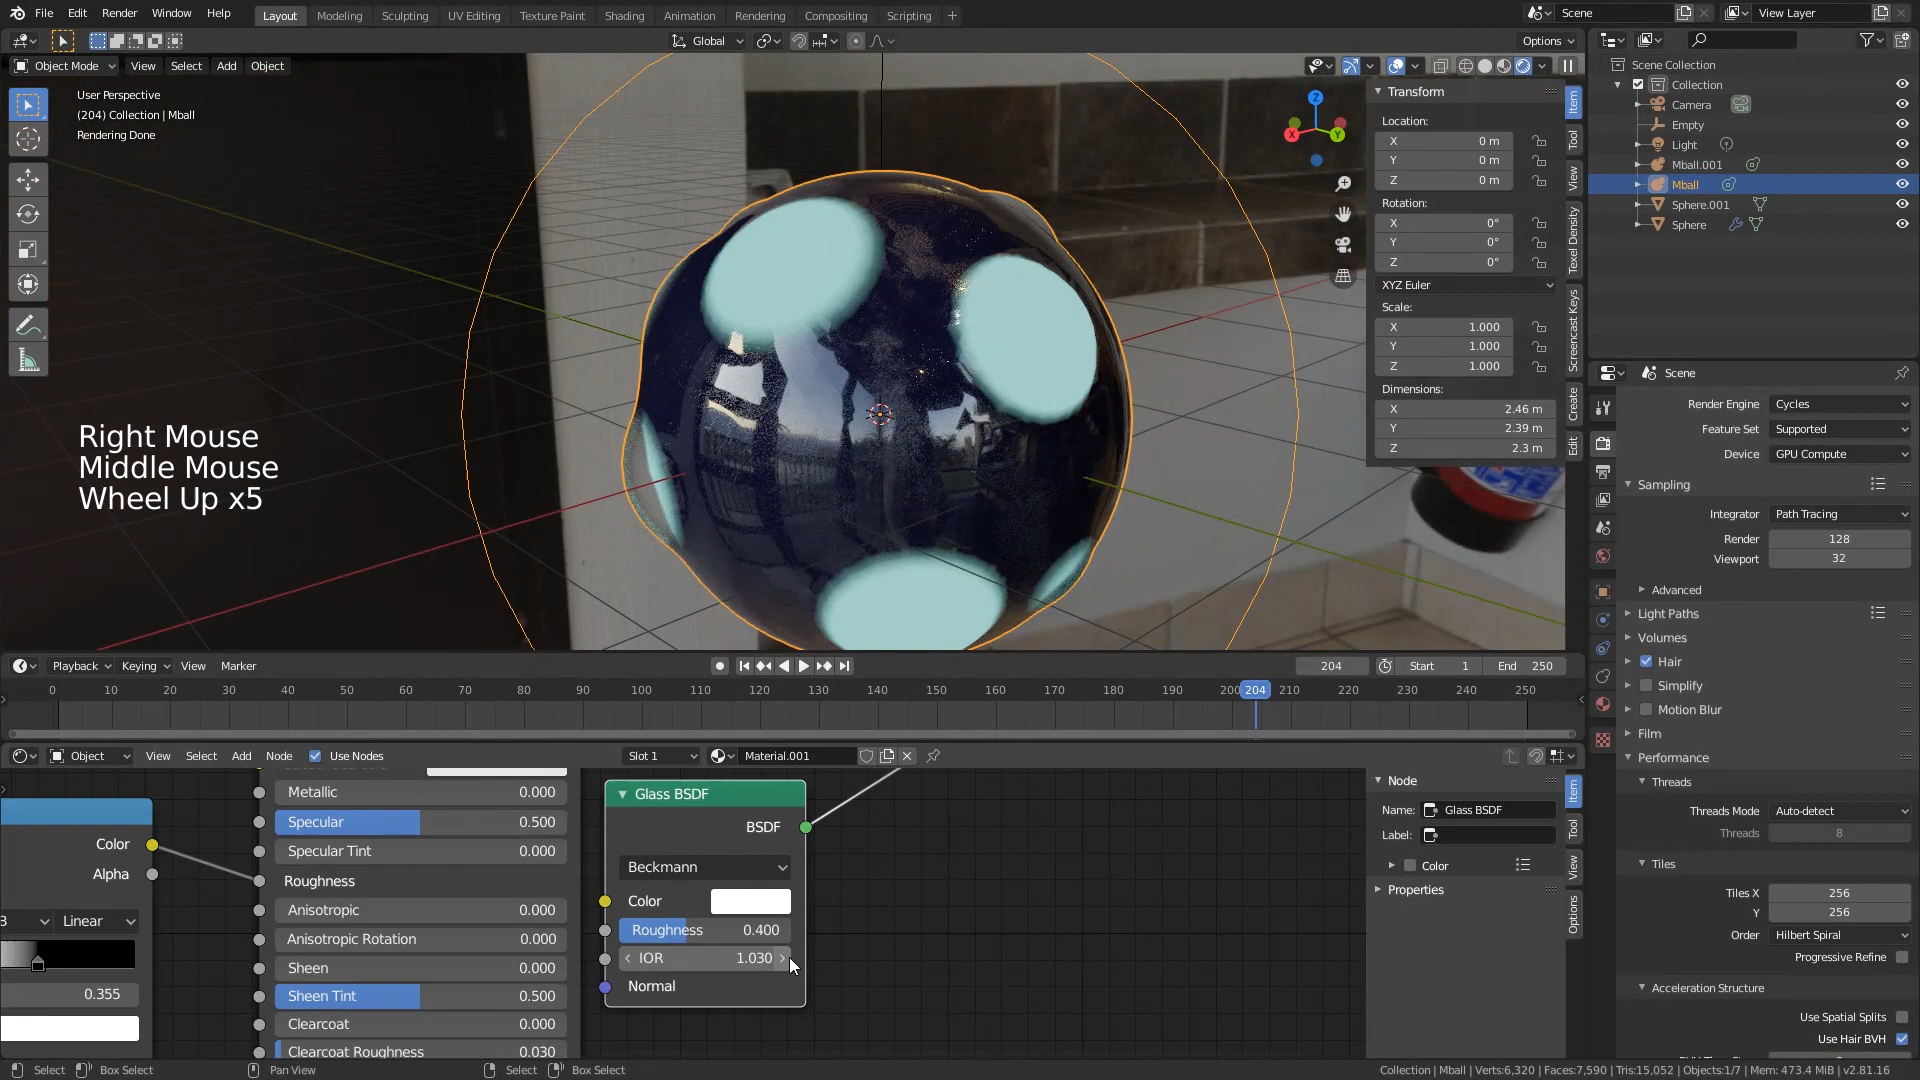 File Edit Render Window Help
Layout Modeling Sculpting UV Editing Texture Paint Shading Animation Rendering Compositing Scripting +
Scene View Layer
Global Options
Object Mode View Select Add Object
User Perspective
(204) Collection | Mball
Rendering Done
Right Mouse
Middle Mouse
Wheel Up x5
Z
X
Y
Transform
Location:
X 0 m
Y 0 m
Z 0 m
Rotation:
X 0°
Y 0°
Z 0°
XYZ Euler
Scale:
X 1.000
Y 1.000
Z 1.000
Dimensions:
X 2.46 m
Y 2.39 m
Z 2.3 m
Item
Tool
View
Texel Density
Screencast Keys
Create
Edit
Scene Collection
Collection
Camera
Empty
Light
Mball.001
Mball
Sphere.001
Sphere
Scene
Render Engine Cycles
Feature Set Supported
Device GPU Compute
Sampling
Integrator Path Tracing
Render 128
Viewport 32
Advanced
Light Paths
Volumes
Hair
Simplify
Motion Blur
Film
Performance
Threads
Threads Mode Auto-detect
Threads 8
Tiles
Tiles X 256
Y 256
Order Hilbert Spiral
Progressive Refine
Acceleration Structure
Use Spatial Splits
Use Hair BVH
Playback Keying View Marker
204 Start 1 End 250
0 10 20 30 40 50 60 70 80 90 100 110 120 130 140 150 160 170 180 190 200 204 210 220 230 240 250
Object View Select Add Node Use Nodes Slot 1 Material.001
Color
Alpha
Linear
0.355
Metallic 0.000
Specular 0.500
Specular Tint 0.000
Roughness
Anisotropic 0.000
Anisotropic Rotation 0.000
Sheen 0.000
Sheen Tint 0.500
Clearcoat 0.000
Clearcoat Roughness 0.030
Glass BSDF
BSDF
Beckmann
Color
Roughness 0.400
IOR 1.030
Normal
Node
Name: Glass BSDF
Label:
Color
Properties
Item
Tool
View
Options
Select Box Select Pan View Select Box Select
Collection | Mball | Verts:6,320 | Faces:7,590 | Tris:15,052 | Objects:1/7 | Mem: 473.4 MiB | v2.81.16